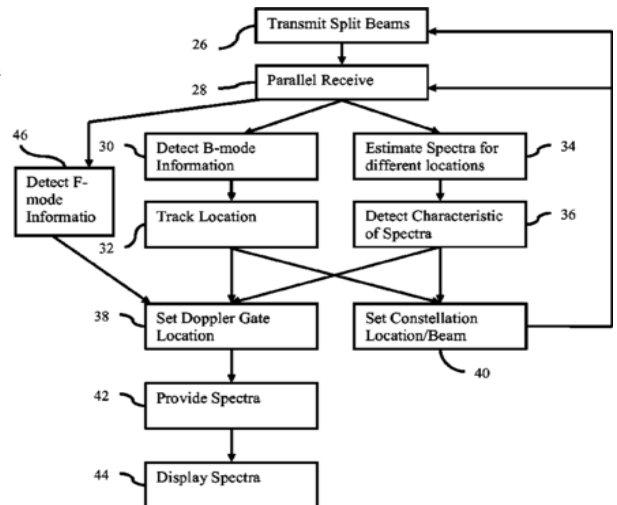 Transmit Split Beams
26
Parallel Receive
28
46
Detect F-
mode
Informatio
30
Detect B-mode
Information
Estimate Spectra for
different locations
34
Track Location
32
Detect Characteristic
of Spectra
36
38
Set Doppler Gate
Location
Set Constellation
Location/Beam
40
42
Provide Spectra
44
Display Spectra